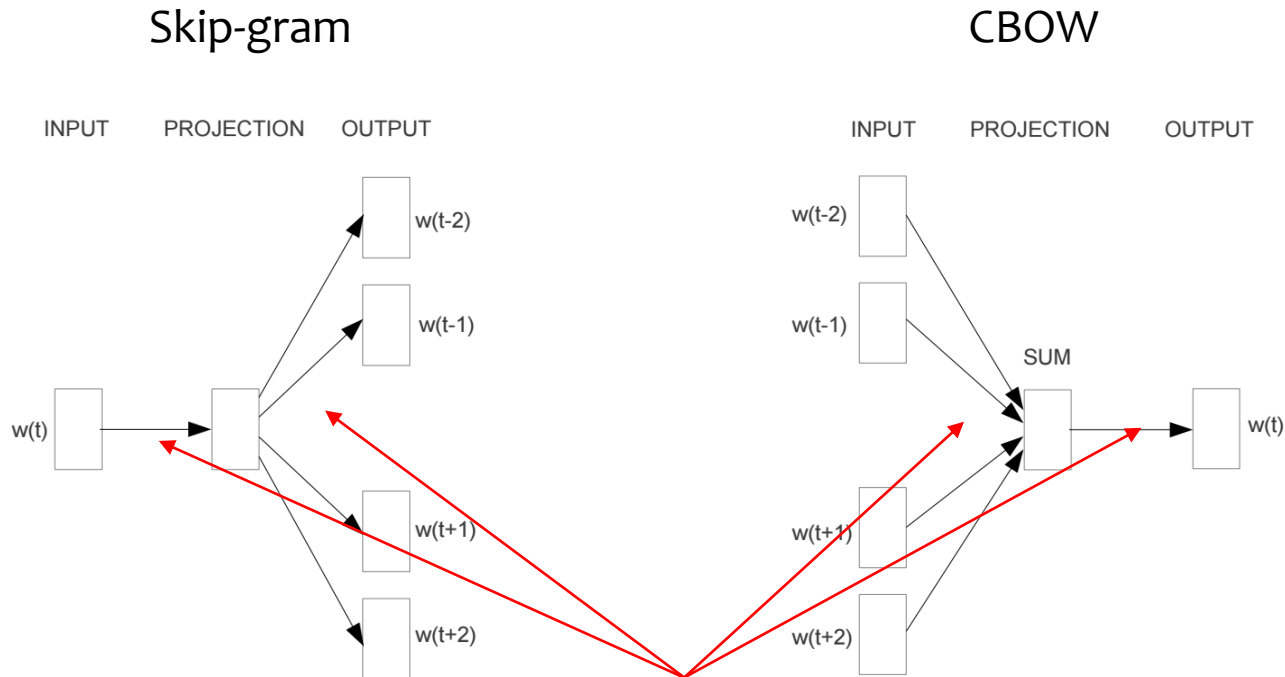 Skip-gram
INPUT PROJECTION OUTPUT
w(t-2)
w(t-1)
w(t)
w(t+1)
w(t+2)
CBOW
INPUT PROJECTION OUTPUT
w(t-2)
w(t-1)
SUM
w(t)
w(t+1)
w(t+2)